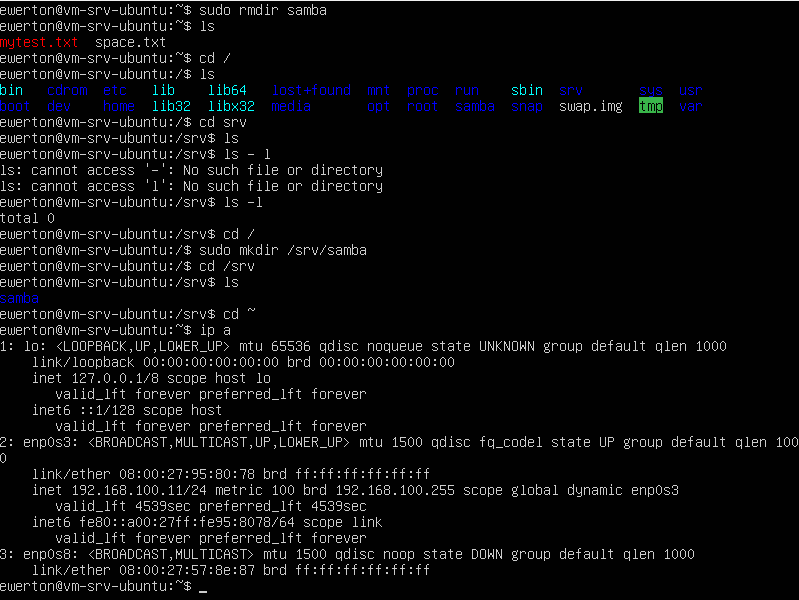 ewerton@vm-srv-ubuntu:~$ sudo rmdir samba
ewerton@vm-srv-ubuntu:~$ ls
mytest.txt  space.txt
ewerton@vm-srv-ubuntu:~$ cd /
ewerton@vm-srv-ubuntu:/$ ls
bin   cdrom  etc   lib    lib64   lost+found  mnt  proc  run    sbin  srv       sys  usr
boot  dev    home  lib32  libx32  media       opt  root  samba  snap  swap.img  tmp  var
ewerton@vm-srv-ubuntu:/$ cd srv
ewerton@vm-srv-ubuntu:/srv$ ls
ewerton@vm-srv-ubuntu:/srv$ ls - l
ls: cannot access '-': No such file or directory
ls: cannot access 'l': No such file or directory
ewerton@vm-srv-ubuntu:/srv$ ls -l
total 0
ewerton@vm-srv-ubuntu:/srv$ cd /
ewerton@vm-srv-ubuntu:/$ sudo mkdir /srv/samba
ewerton@vm-srv-ubuntu:/$ cd /srv
ewerton@vm-srv-ubuntu:/srv$ ls
samba
ewerton@vm-srv-ubuntu:/srv$ cd ~
ewerton@vm-srv-ubuntu:~$ ip a
1: lo: <LOOPBACK,UP,LOWER_UP> mtu 65536 qdisc noqueue state UNKNOWN group default qlen 1000
    link/loopback 00:00:00:00:00:00 brd 00:00:00:00:00:00
    inet 127.0.0.1/8 scope host lo
       valid_lft forever preferred_lft forever
    inet6 ::1/128 scope host
       valid_lft forever preferred_lft forever
2: enp0s3: <BROADCAST,MULTICAST,UP,LOWER_UP> mtu 1500 qdisc fq_codel state UP group default qlen 100
0
    link/ether 08:00:27:95:80:78 brd ff:ff:ff:ff:ff:ff
    inet 192.168.100.11/24 metric 100 brd 192.168.100.255 scope global dynamic enp0s3
       valid_lft 4539sec preferred_lft 4539sec
    inet6 fe80::a00:27ff:fe95:8078/64 scope link
       valid_lft forever preferred_lft forever
3: enp0s8: <BROADCAST,MULTICAST> mtu 1500 qdisc noop state DOWN group default qlen 1000
    link/ether 08:00:27:57:8e:87 brd ff:ff:ff:ff:ff:ff
ewerton@vm-srv-ubuntu:~$ _